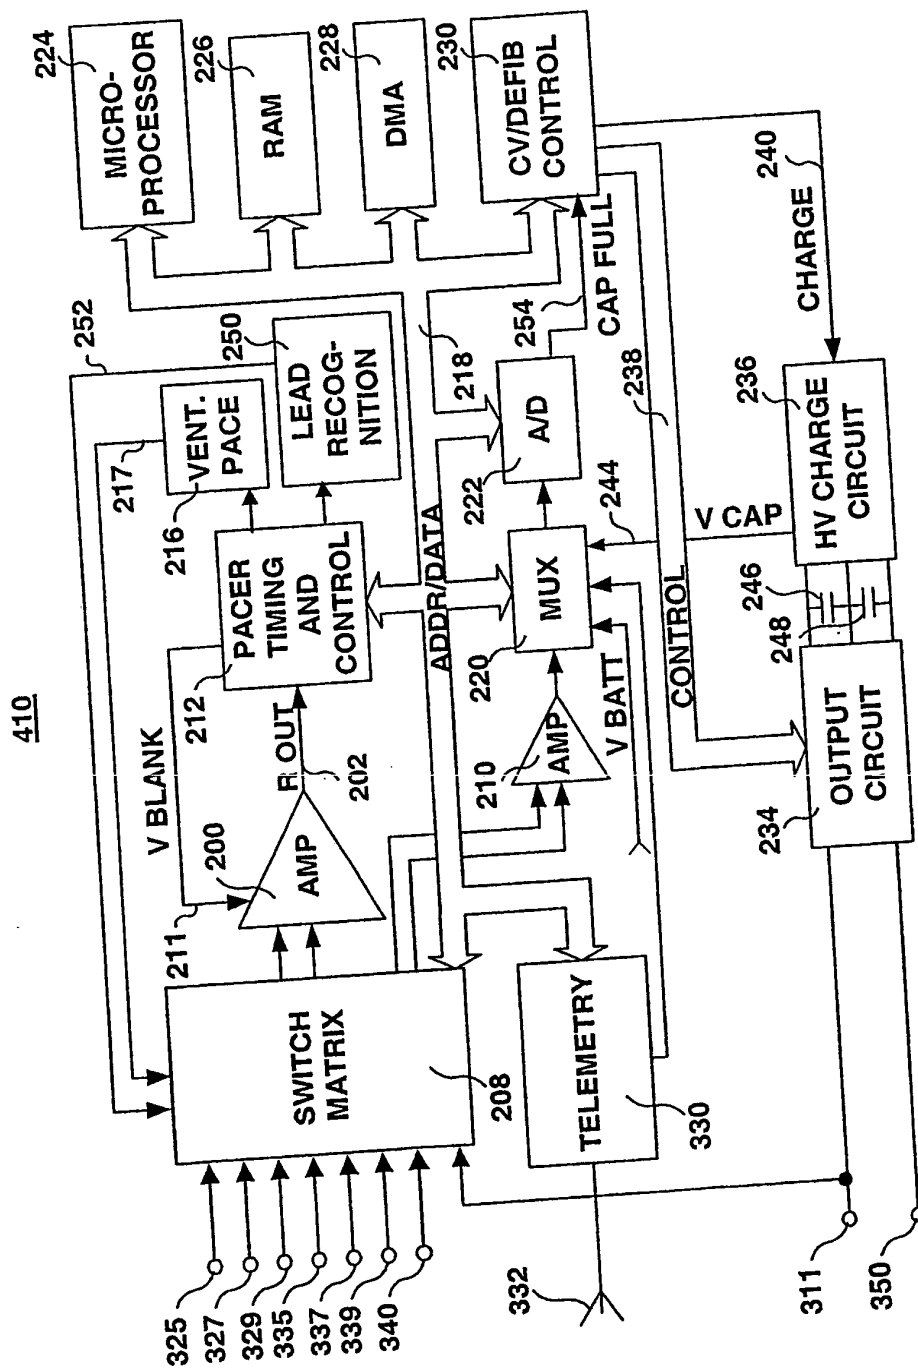 410
MICRO-
PROCESSOR
224
RAM
226
DMA
228
CV/DEFIB
CONTROL
230
252
217
VENT.
PACE
216
LEAD
RECOG-
NITION
250
218
254
CAP FULL
238
240
CHARGE
V BLANK
PACER
TIMING
AND
CONTROL
212
R OUT
202
211
200
AMP
ADDR/DATA
A/D
222
MUX
220
244
210
AMP
V BATT
V CAP
CONTROL
HV CHARGE
CIRCUIT
236
246
248
OUTPUT
CIRCUIT
234
SWITCH
MATRIX
208
TELEMETRY
330
332
325
327
329
335
337
339
340
311
350